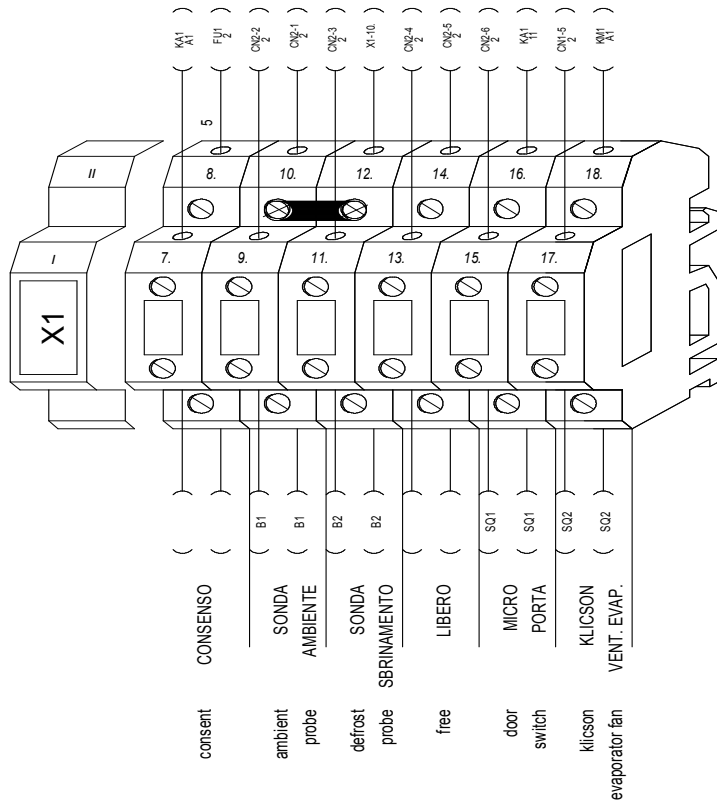 KA1
A1
FU1
2
CN2-2
2
CN2-1
2
CN2-3
2
X1-10.
CN2-4
2
CN2-5
2
CN2-6
2
KA1
11
CN1-5
2
KM1
A1
5
II
8.
10.
12.
14.
16.
18.
I
7.
9.
11.
13.
15.
17.
X1
B1
B1
B2
B2
SQ1
SQ1
SQ2
SQ2
CONSENSO
SONDA
AMBIENTE
SONDA
SBRINAMENTO
LIBERO
MICRO
PORTA
KLICSON
VENT. EVAP.
consent
ambient
probe
defrost
probe
free
door
switch
klicson
evaporator fan